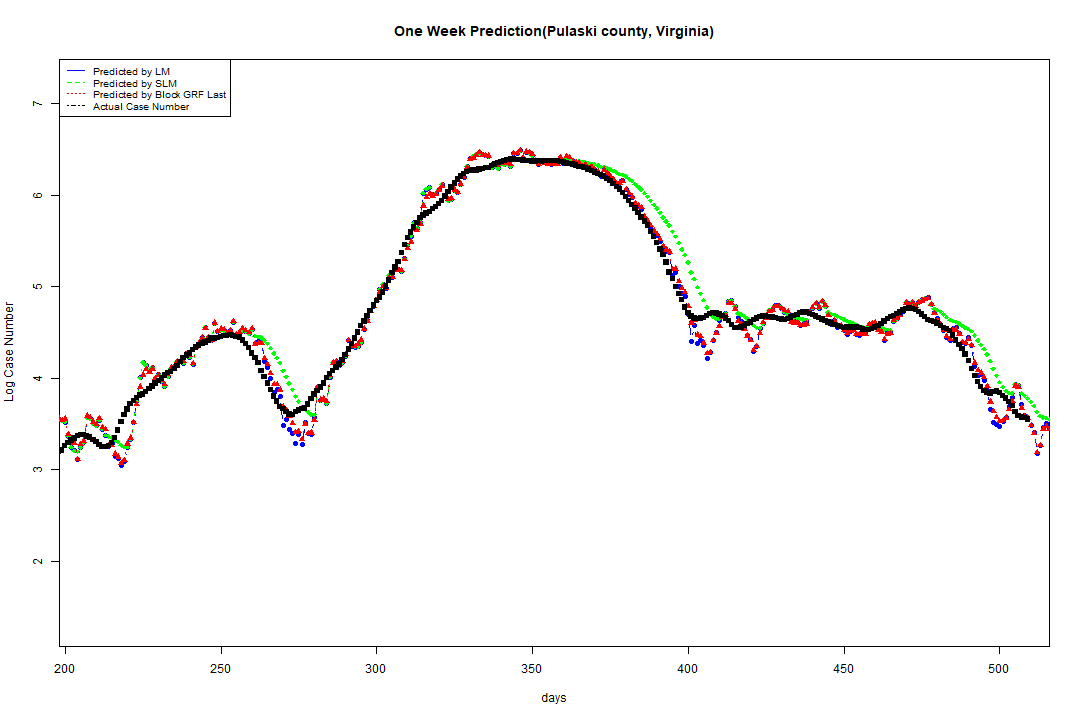 One Week Prediction(Pulaski county, Virginia)
Predicted by LM
Predicted by SLM
Predicted by Block GRF Last
Actual Case Number
Log Case Number
7
6
5
4
3
2
200 250 300 350 400 450 500
days